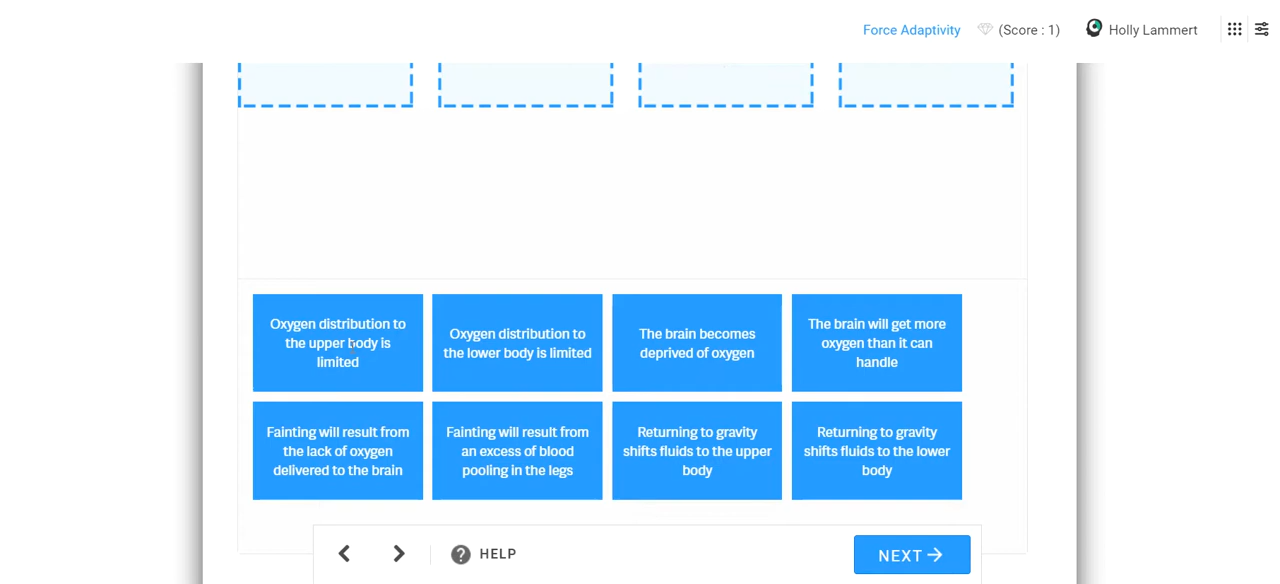 Force Adaptivity (Score : 1) Holly Lammert
Oxygen distribution to
the upper body is
limited
Oxygen distribution to
the lower body is limited
The brain becomes
deprived of oxygen
The brain will get more
oxygen than it can
handle
Fainting will result from
the lack of oxygen
delivered to the brain
Fainting will result from
an excess of blood
pooling in the legs
Returning to gravity
shifts fluids to the upper
body
Returning to gravity
shifts fluids to the lower
body
? HELP
NEXT